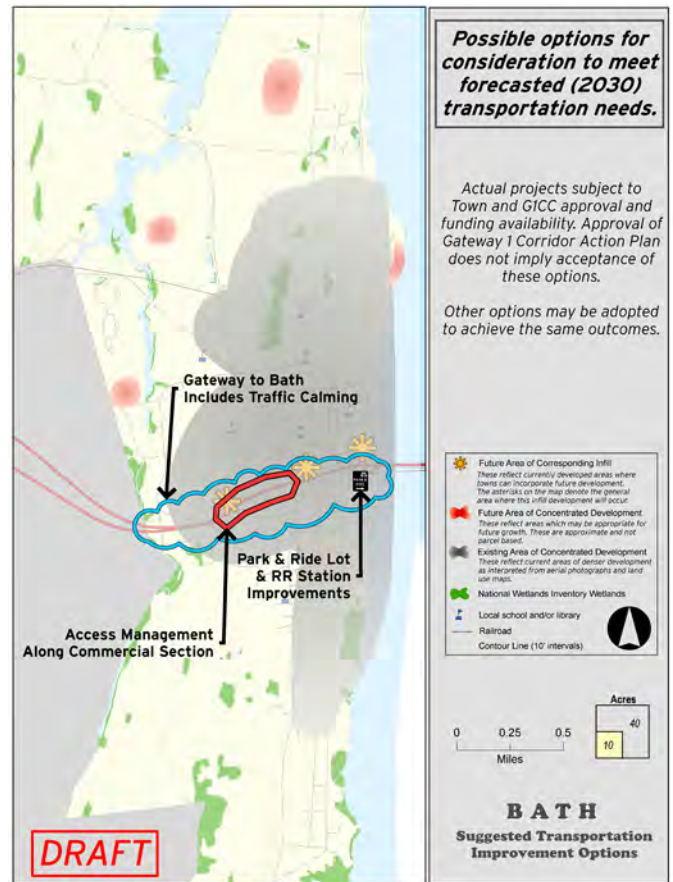 Possible options for
consideration to meet
forecasted (2030)
transportation needs.
Actual projects subject to
Town and G1CC approval and
funding availability. Approval of
Gateway 1 Corridor Action Plan
does not imply acceptance of
these options.
Other options may be adopted
to achieve the same outcomes.
Gateway to Bath
Includes Traffic Calming
Park & Ride Lot
& RR Station
Improvements
Access Management
Along Commercial Section
Future Area of Corresponding Infill
These reflect currently developed areas where
towns can incorporate future development.
The asterisks on the map denote the general
area where this infill development will occur.
Future Area of Concentrated Development
These reflect areas which may be appropriate for
future growth. These are approximate and not
parcel based.
Existing Area of Concentrated Development
These reflect current areas of denser development
as interpreted from aerial photographs and land
use maps.
National Wetlands Inventory Wetlands
Local school and/or library
Railroad
Contour Line (10' intervals)
Acres
40
10
0 0.25 0.5
Miles
BATH
Suggested Transportation
Improvement Options
DRAFT